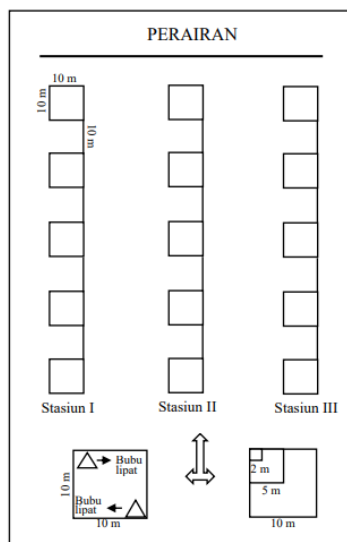 PERAIRAN
10 m
10 m
10 m
Stasiun I
Stasiun II
Stasiun III
Bubu
lipat
10 m
Bubu
lipat
10 m
2 m
5 m
10 m